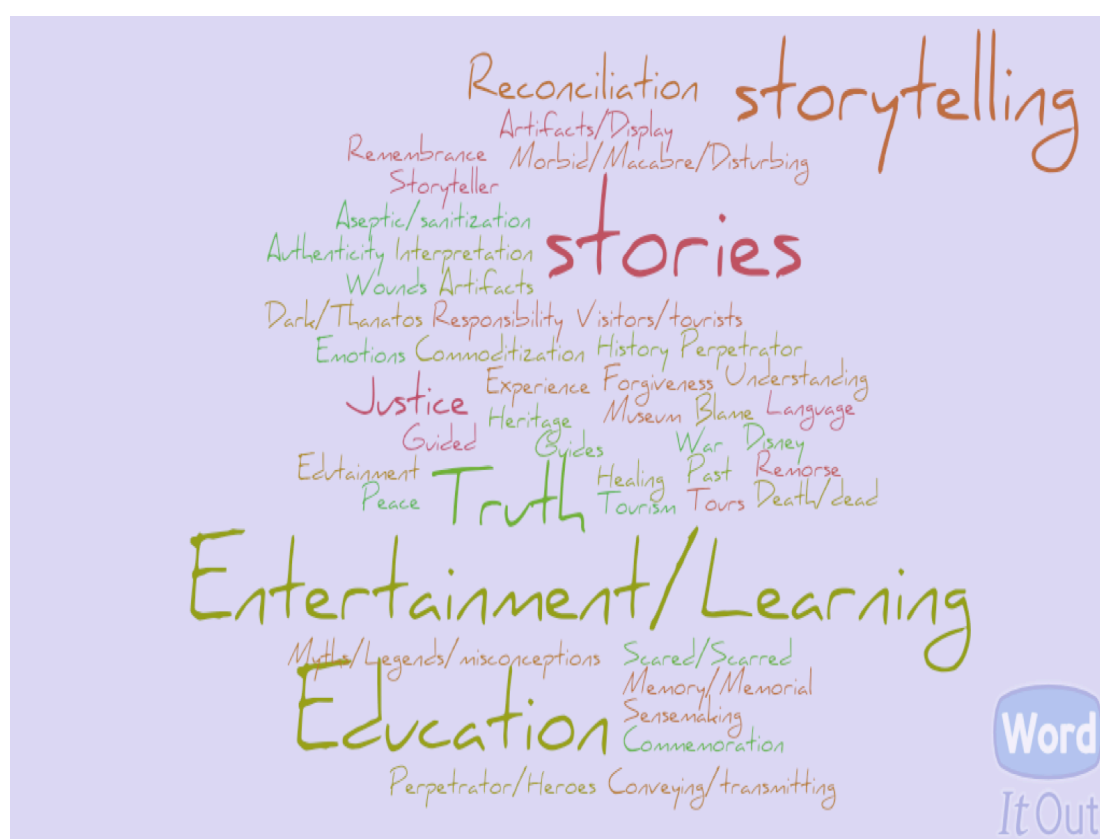 Reconciliation storytelling
Artifacts/Display
Remembrance Morbid/Macabre/Disturbing
Storyteller
Aseptic/sanitization
Authenticity Interpretation stories
Wounds Artifacts
Dark/Thanatos Responsibility Visitors/tourists
Emotions Commoditization History Perpetrator
Justice Experience Forgiveness Understanding
Heritage Museum Blame Language
Guided Guides War Disney
Edutainment Truth Healing Past Remorse
Peace Tourism Tours Death/dead
Entertainment/Learning
Myths/Legends/misconceptions Scared/Scarred
Education Memory/Memorial
Sensemaking
Commemoration
Perpetrator/Heroes Conveying/transmitting
Word
It Out